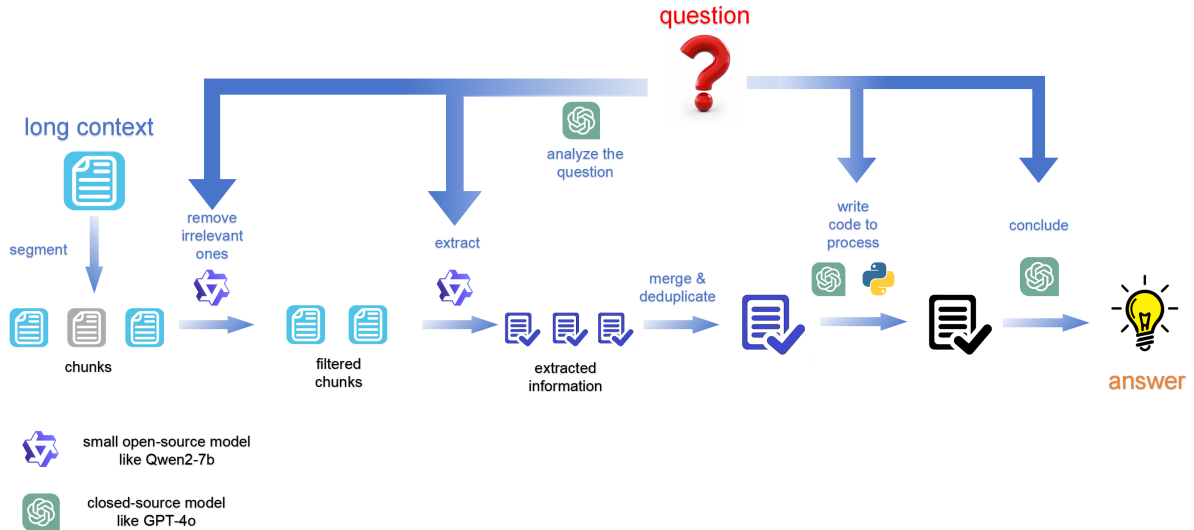 question
long context
analyze the
question
segment
remove
irrelevant
ones
extract
merge &
deduplicate
write
code to
process
conclude
chunks
filtered
chunks
extracted
information
answer
small open-source model
like Qwen2-7b
closed-source model
like GPT-4o